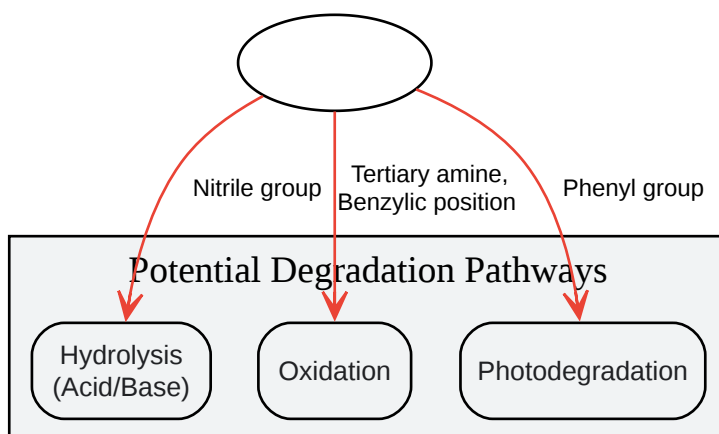 Nitrile group
Tertiary amine,
Benzylic position
Phenyl group
Potential Degradation Pathways
Hydrolysis
(Acid/Base)
Oxidation
Photodegradation